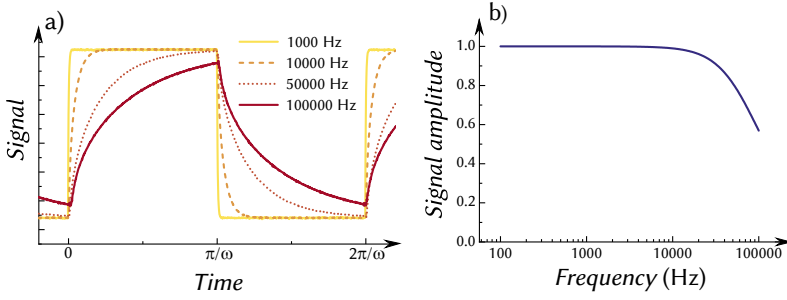 a)
Signal
1000 Hz
10000 Hz
50000 Hz
100000 Hz
0
π/ω
2π/ω
Time
b)
Signal amplitude
1.0
0.8
0.6
0.4
0.2
0.0
100
1000
10000
100000
Frequency (Hz)